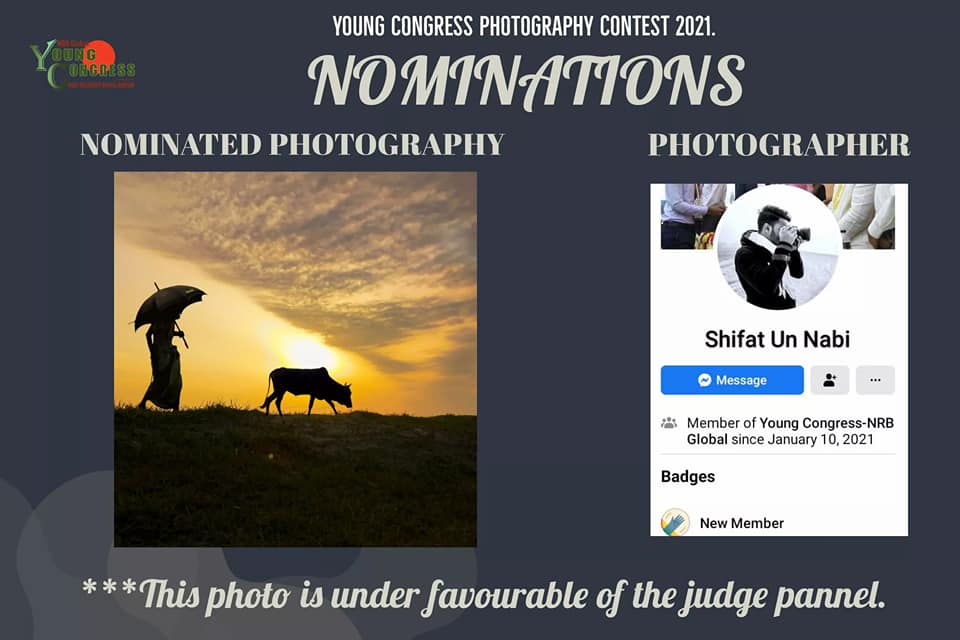 YOUNG CONGRESS PHOTOGRAPHY CONTEST 2021.
NOMINATIONS
YOUNG
CONGRESS
NOMINATED PHOTOGRAPHY
PHOTOGRAPHER
Shifat Un Nabi
Message
Member of Young Congress-NRB
Global since January 10, 2021
Badges
New Member
***This photo is under favourable of the judge pannel.